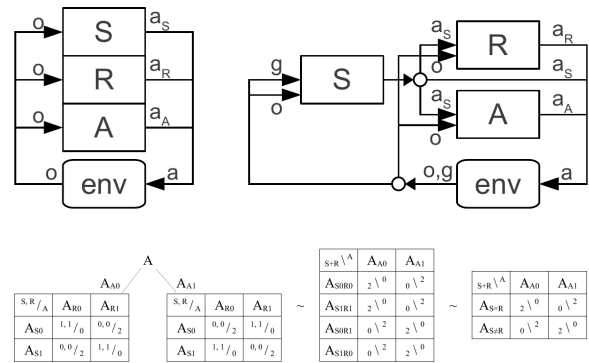 o S a_S
o R a_R
o A a_A
o env a
g S o
a_S R a_R
o
a_S
a_S A a_A
o
o,g env a
A
A_A0 A_A1
S, R/A A_R0 A_R1
A_S0 1, 1/0 0, 0/2
A_S1 0, 0/2 1, 1/0
S, R/A A_R0 A_R1
A_S0 0, 0/2 1, 1/0
A_S1 1, 1/0 0, 0/2
~
S+R\A A_A0 A_A1
A_S0R0 2\0 0\2
A_S1R1 2\0 0\2
A_S0R1 0\2 2\0
A_S1R0 0\2 2\0
~
S+R\A A_A0 A_A1
A_S=R 2\0 0\2
A_S≠R 0\2 2\0